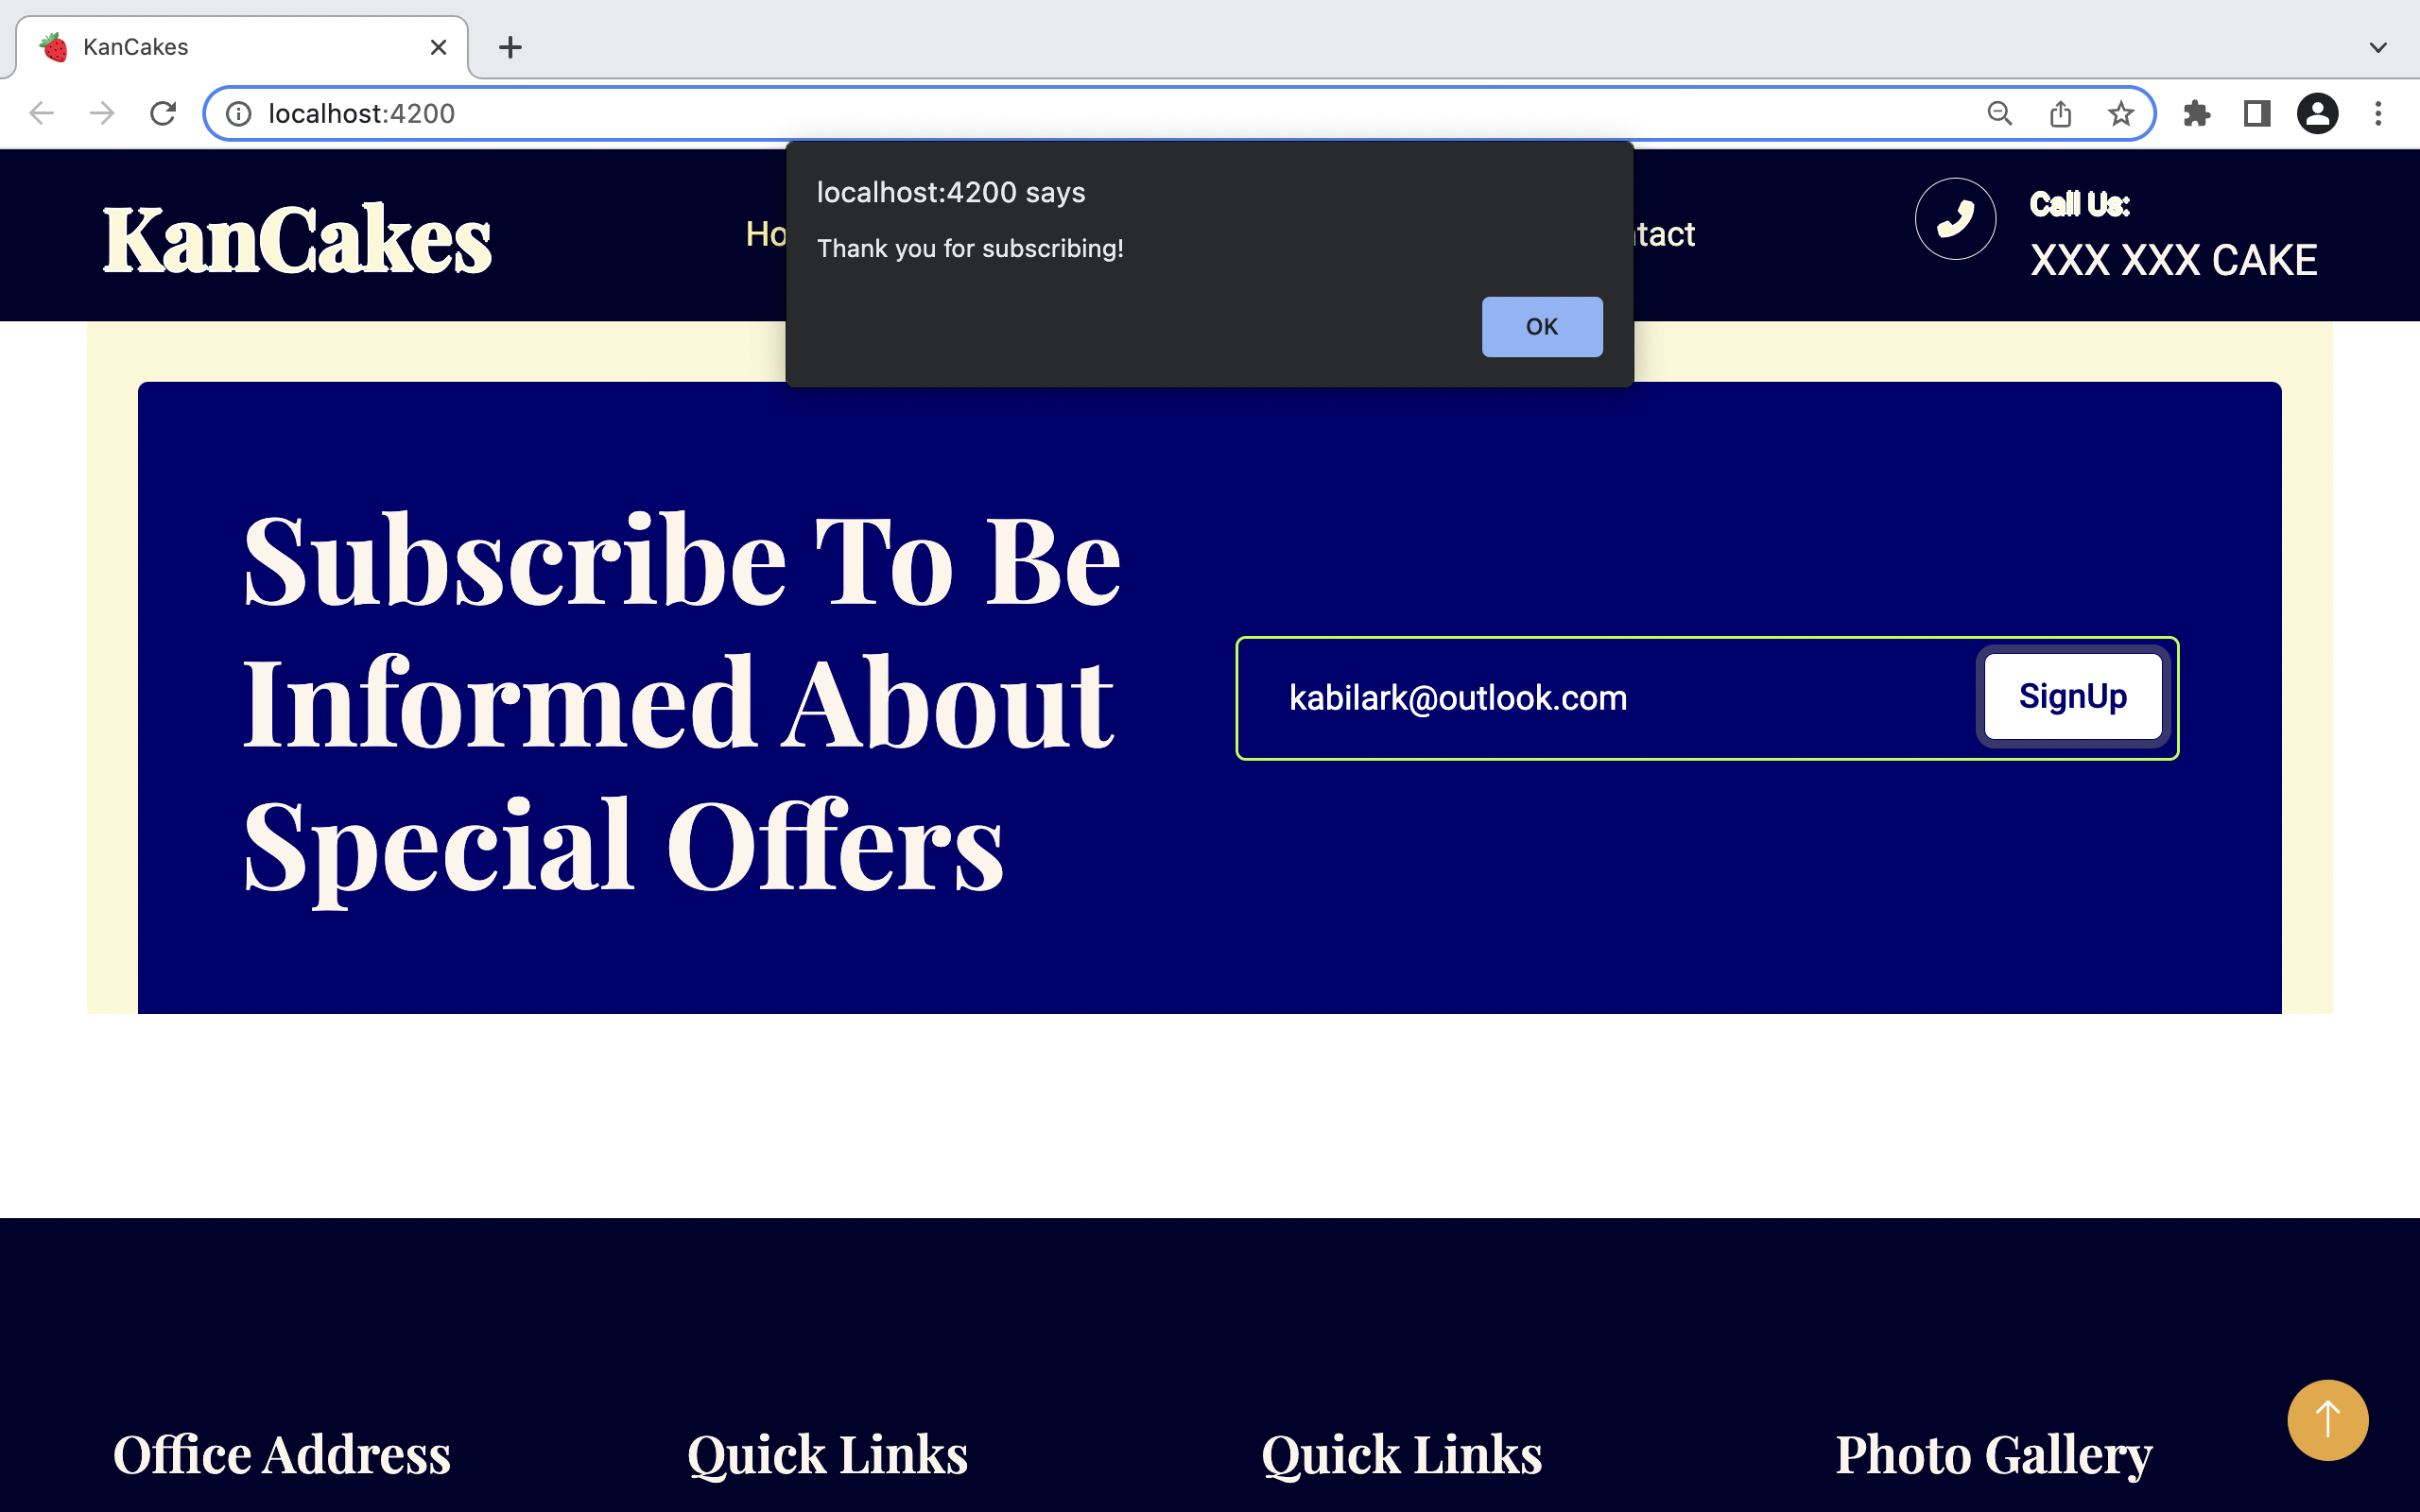 KanCakes
localhost:4200
localhost:4200 says
Thank you for subscribing!
OK
KanCakes
Ho
tact
Call Us:
XXX XXX CAKE
Subscribe To Be
Informed About
Special Offers
kabilark@outlook.com
SignUp
Office Address
Quick Links
Quick Links
Photo Gallery